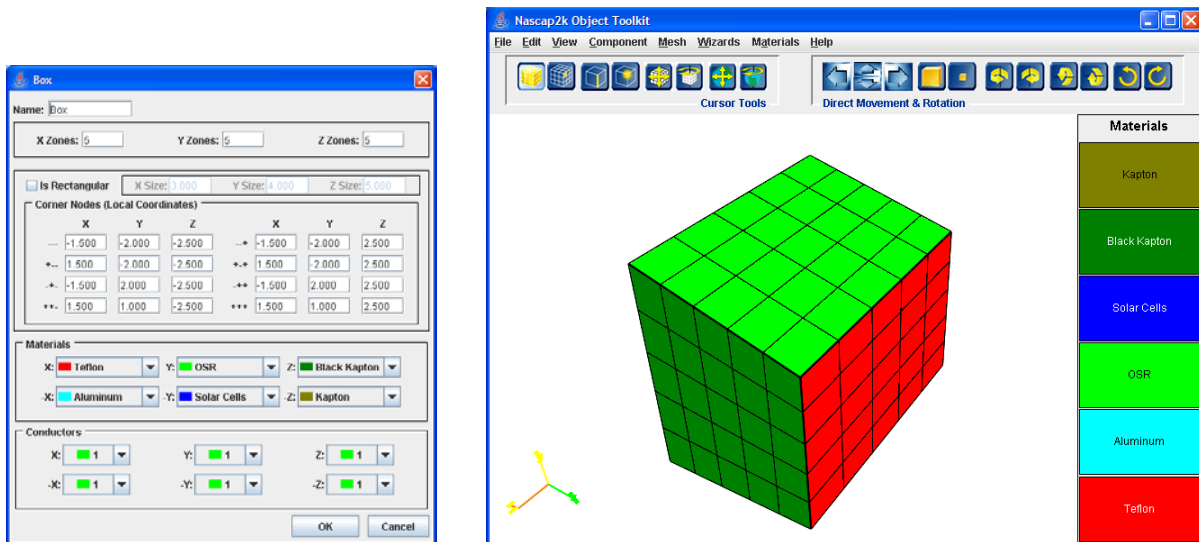 Box
Name: Box
X Zones: 5 Y Zones: 5 Z Zones: 5
Is Rectangular X Size: 3.000 Y Size: 4.000 Z Size: 5.000
Corner Nodes (Local Coordinates)
X Y Z X Y Z
--- -1.500 -2.000 -2.500 --+ -1.500 -2.000 2.500
+-- 1.500 -2.000 -2.500 +-+ 1.500 -2.000 2.500
-+- -1.500 2.000 -2.500 -++ -1.500 2.000 2.500
++- 1.500 1.000 -2.500 +++ 1.500 1.000 2.500
Materials
X: Teflon Y: OSR Z: Black Kapton
-X: Aluminum -Y: Solar Cells -Z: Kapton
Conductors
X: 1 Y: 1 Z: 1
-X: 1 -Y: 1 -Z: 1
OK Cancel
Nascap2k Object Toolkit
File Edit View Component Mesh Wizards Materials Help
Cursor Tools
Direct Movement & Rotation
Materials
Kapton
Black Kapton
Solar Cells
OSR
Aluminum
Teflon